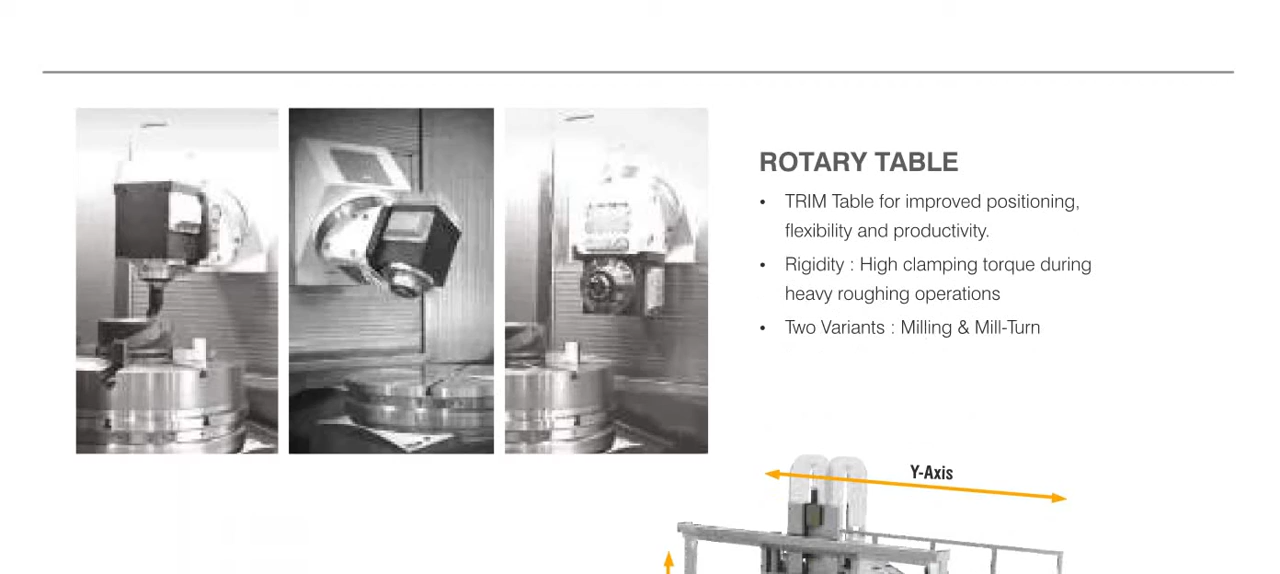 ROTARY TABLE
• TRIM Table for improved positioning,
flexibility and productivity.
• Rigidity : High clamping torque during
heavy roughing operations
• Two Variants : Milling & Mill-Turn
Y-Axis